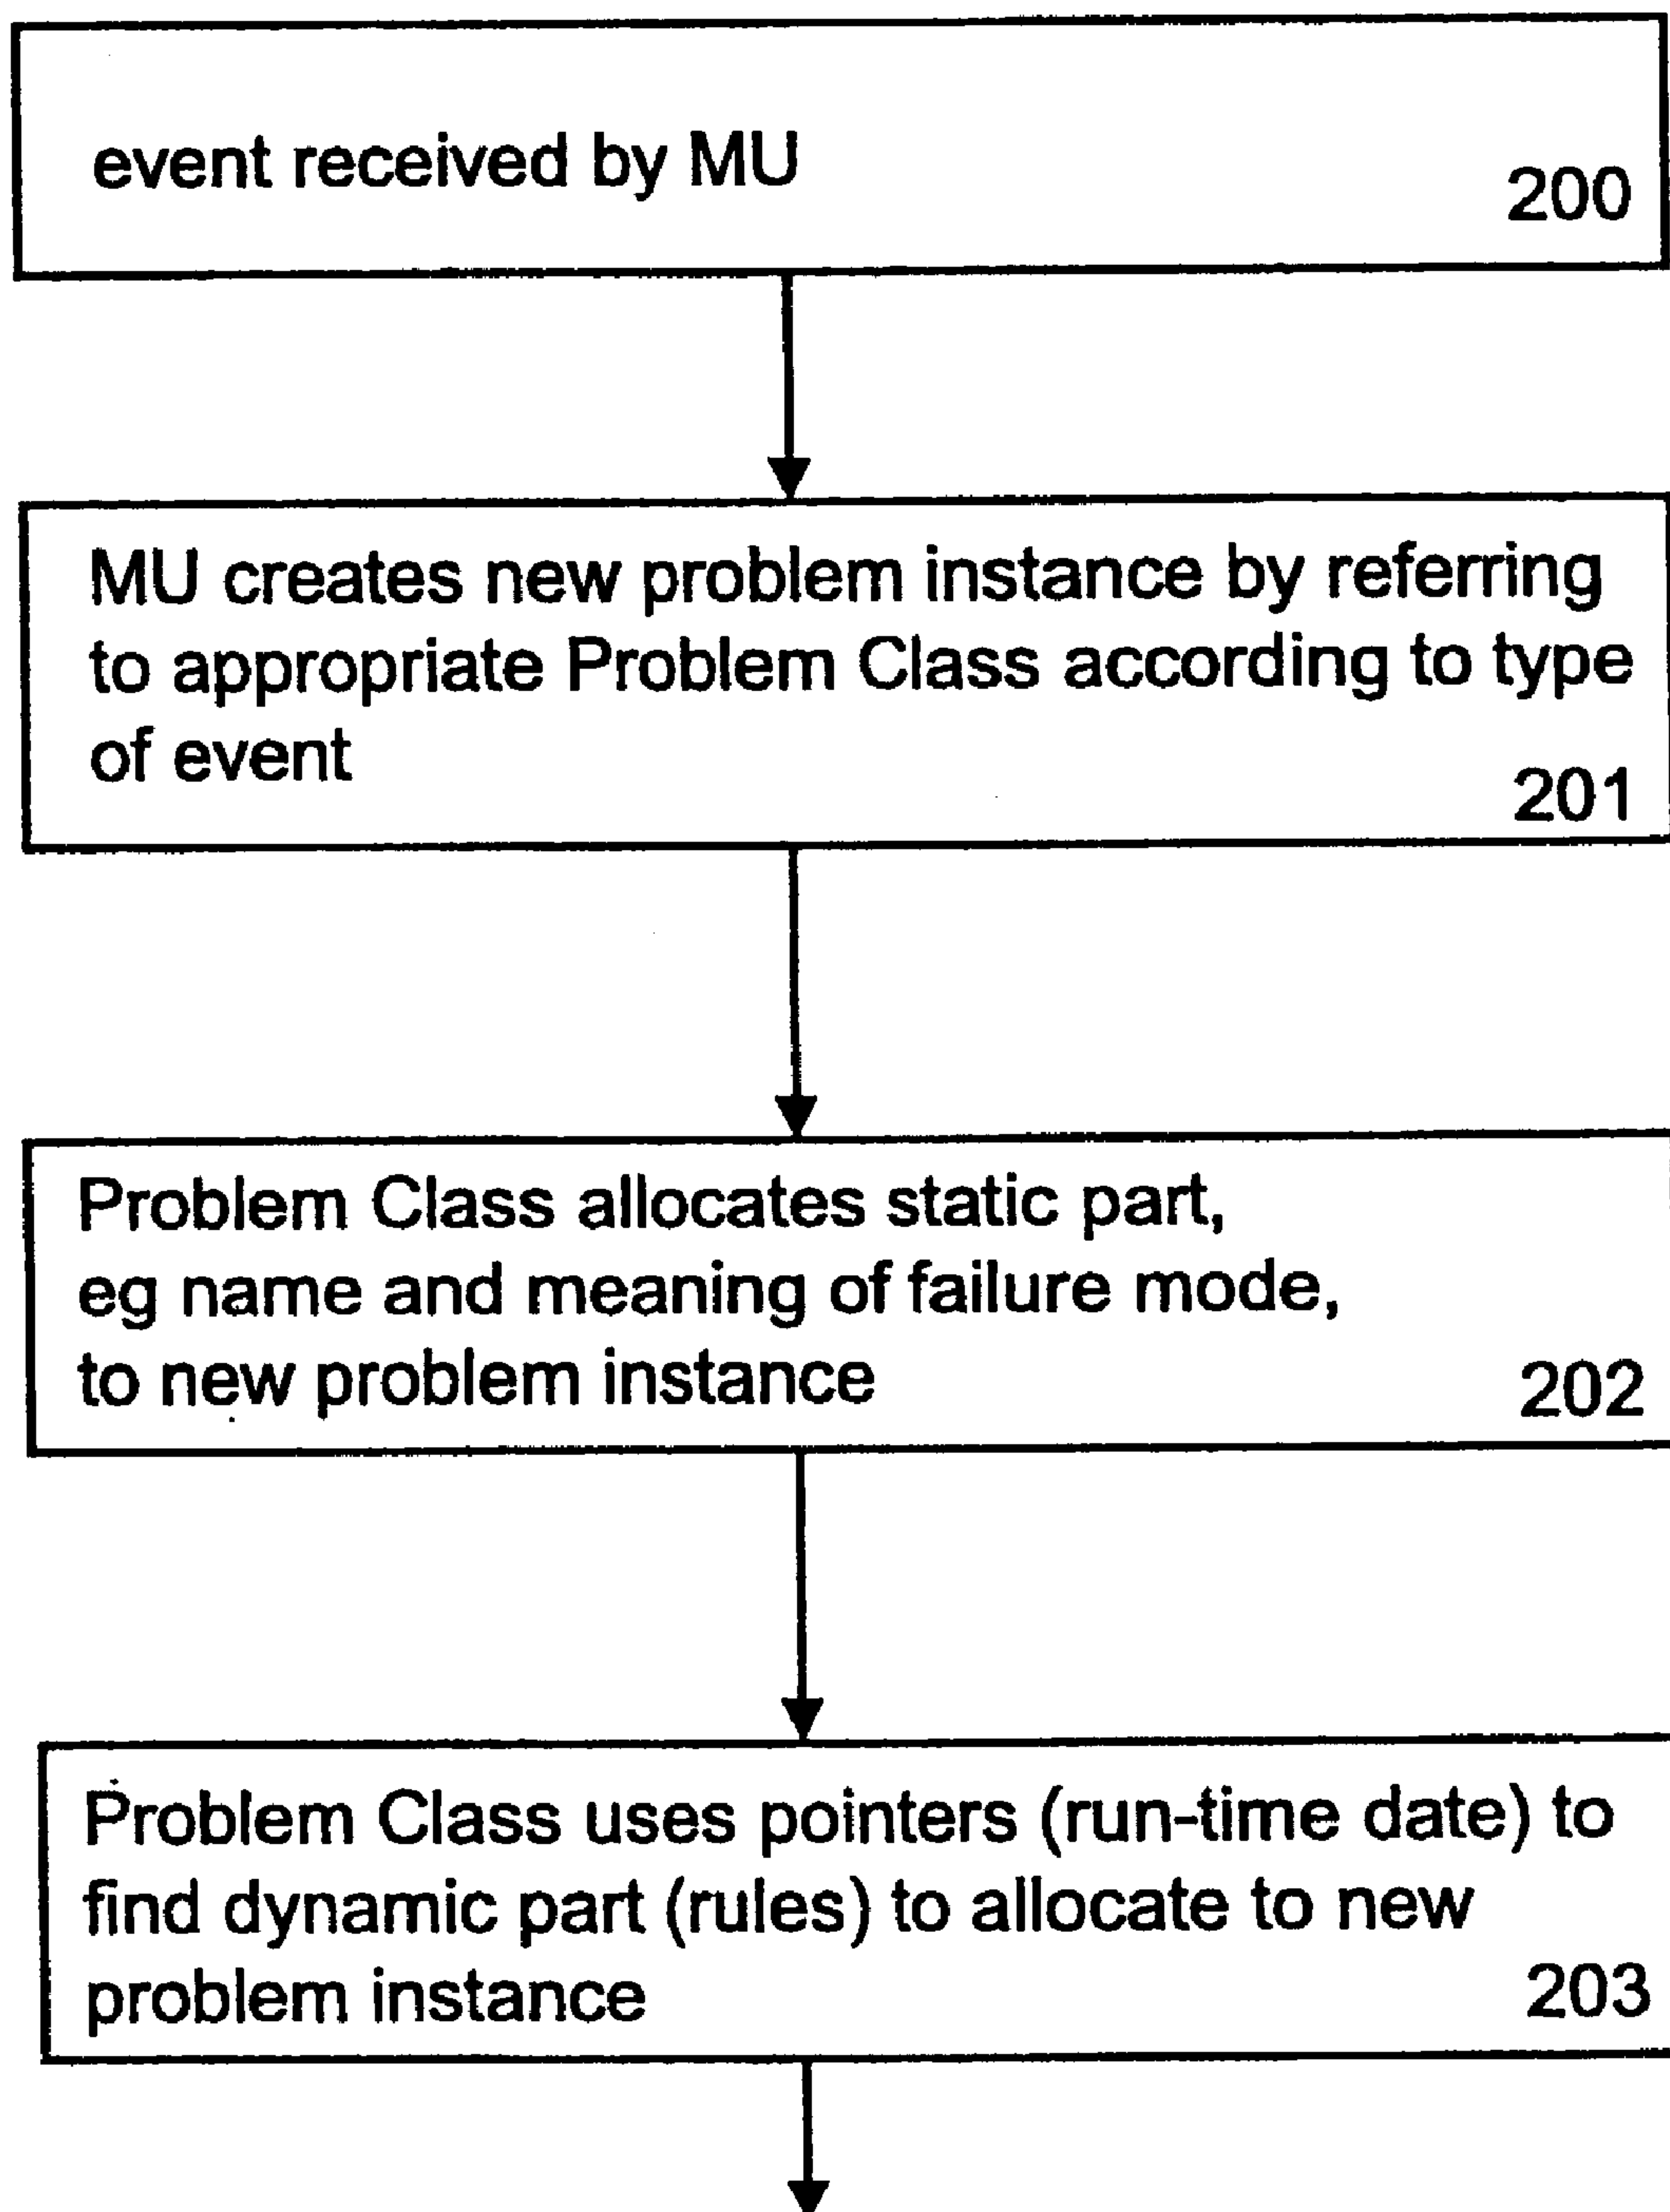 event received by MU
200
MU creates new problem instance by referring
to appropriate Problem Class according to type
of event
201
Problem Class allocates static part,
eg name and meaning of failure mode,
to new problem instance
202
Problem Class uses pointers (run-time date) to
find dynamic part (rules) to allocate to new
problem instance
203